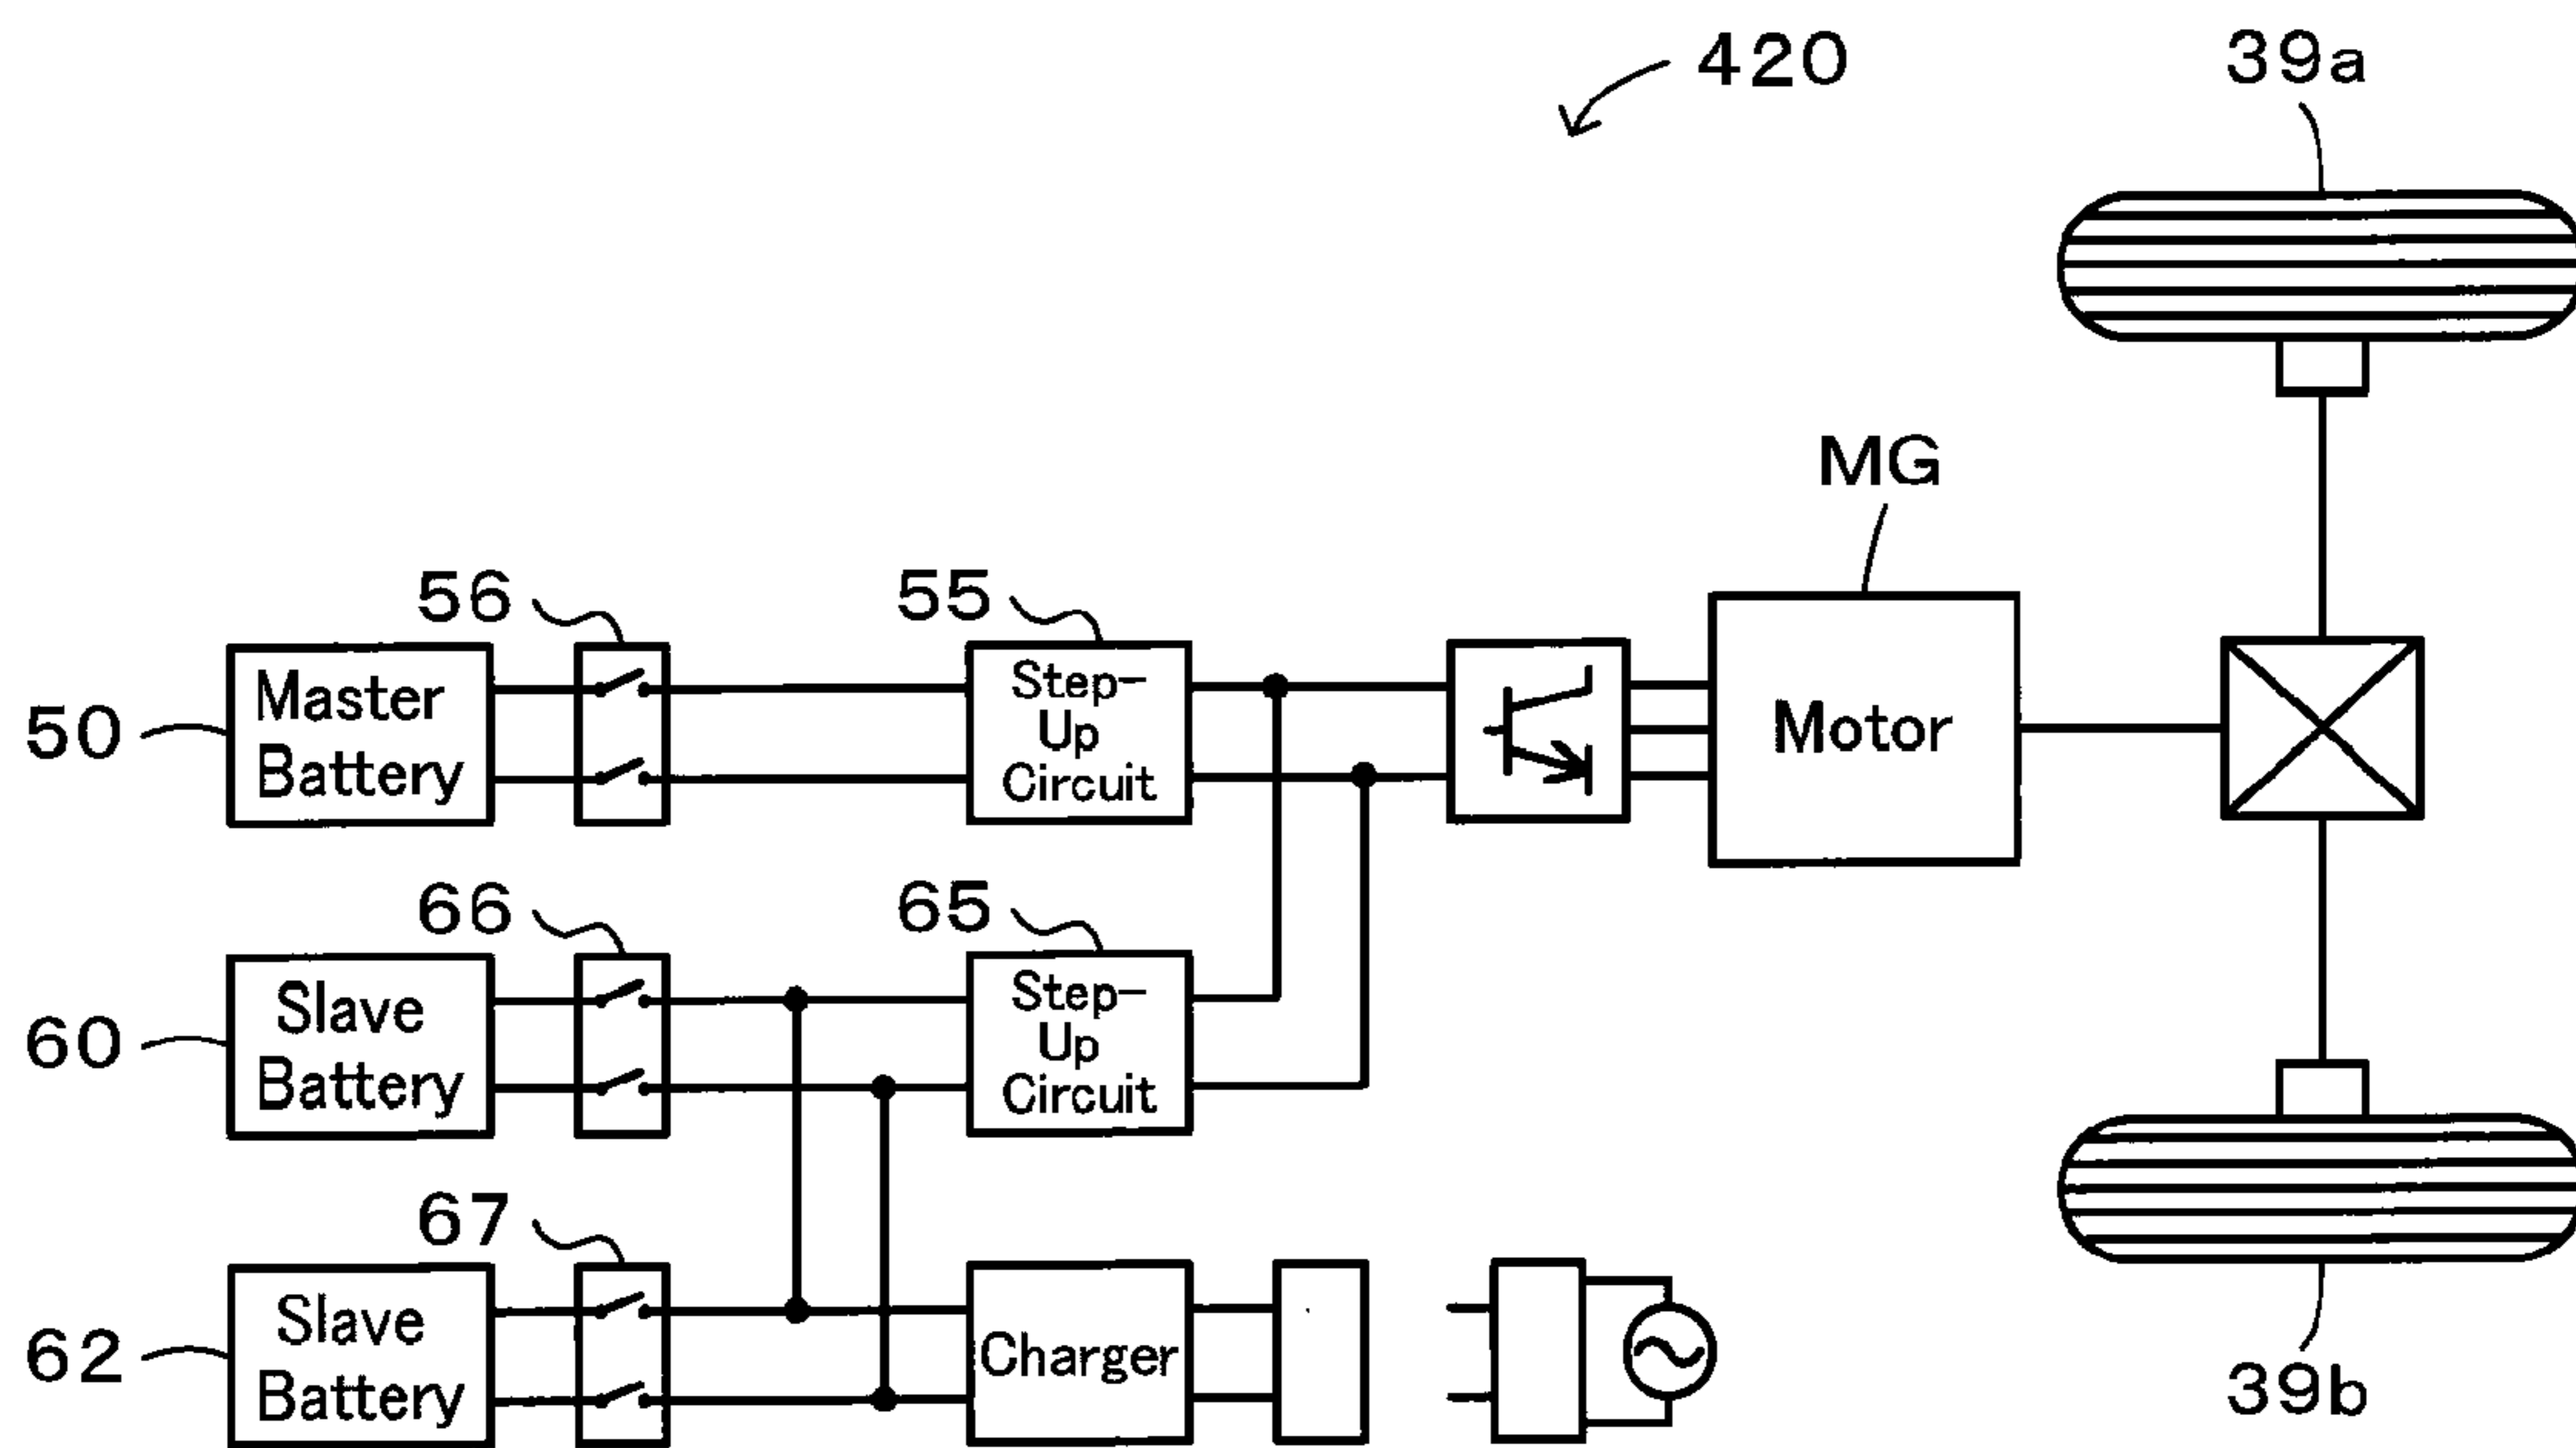 420
39a
MG
56
55
50
Master
Battery
Step-
Up
Circuit
Motor
66
65
60
Slave
Battery
Step-
Up
Circuit
67
62
Slave
Battery
Charger
39b